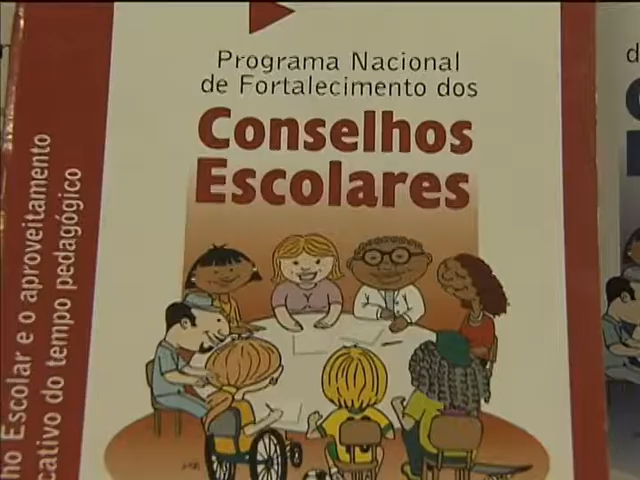 Programa Nacional
de Fortalecimento dos
Conselhos
Escolares
ho Escolar e o aproveitamento
cativo do tempo pedagógico